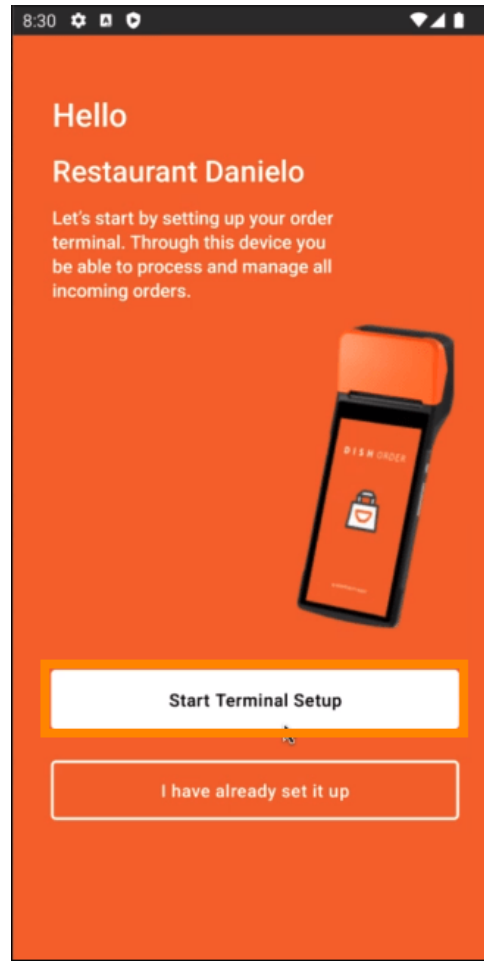 8:30
Hello
Restaurant Danielo
Let's start by setting up your order
terminal. Through this device you
be able to process and manage all
incoming orders.
DISH ORDER
Start Terminal Setup
I have already set it up